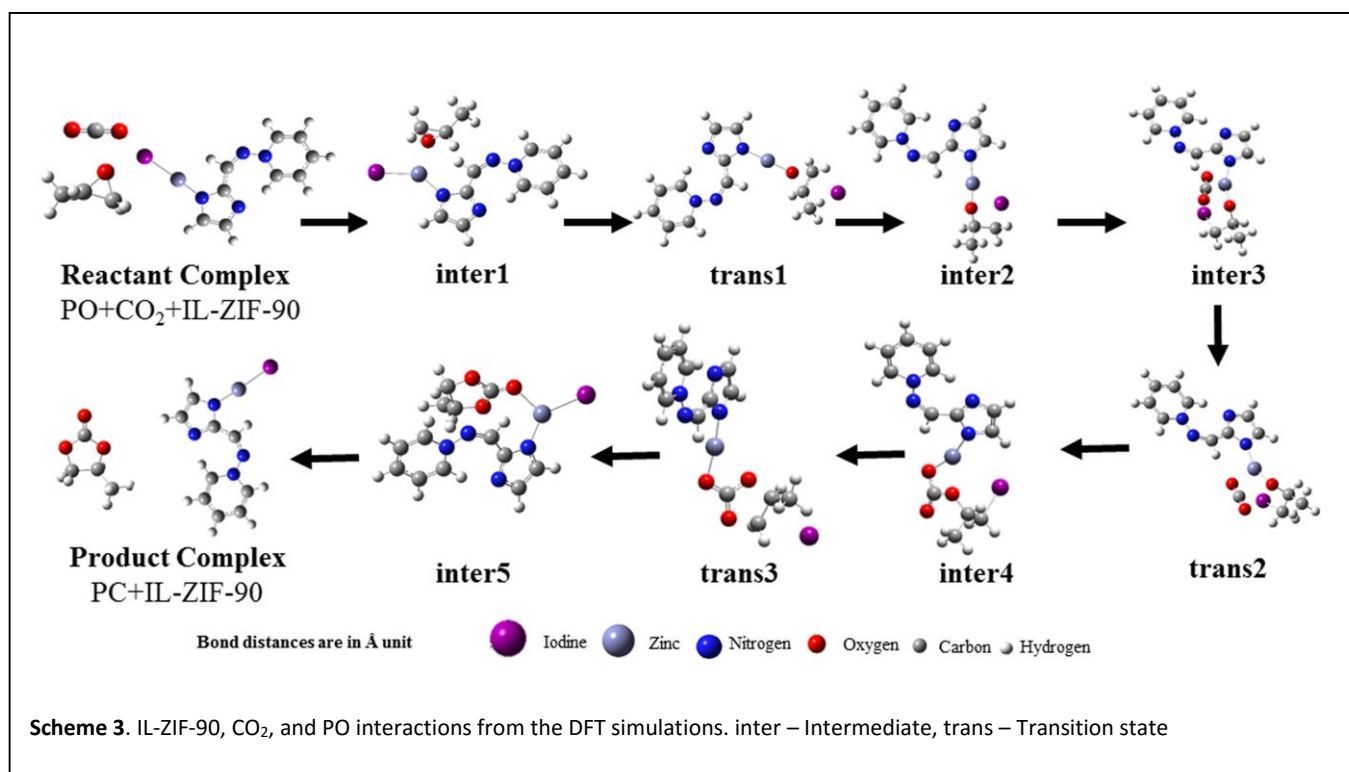 Reactant Complex
PO+CO₂+IL-ZIF-90
inter1
trans1
inter2
inter3
Product Complex
PC+IL-ZIF-90
inter5
trans3
inter4
trans2
Bond distances are in Å unit
Iodine
Zinc
Nitrogen
Oxygen
Carbon
Hydrogen
Scheme 3. IL-ZIF-90, CO₂, and PO interactions from the DFT simulations. inter – Intermediate, trans – Transition state